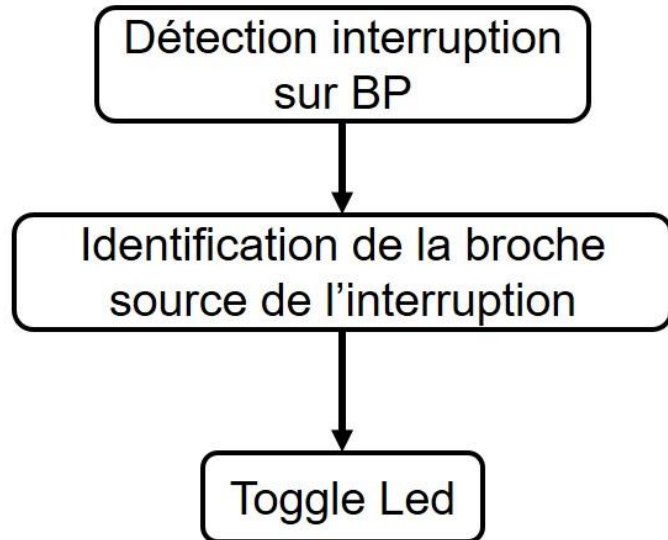 Détection interruption
sur BP
Identification de la broche
source de l’interruption
Toggle Led